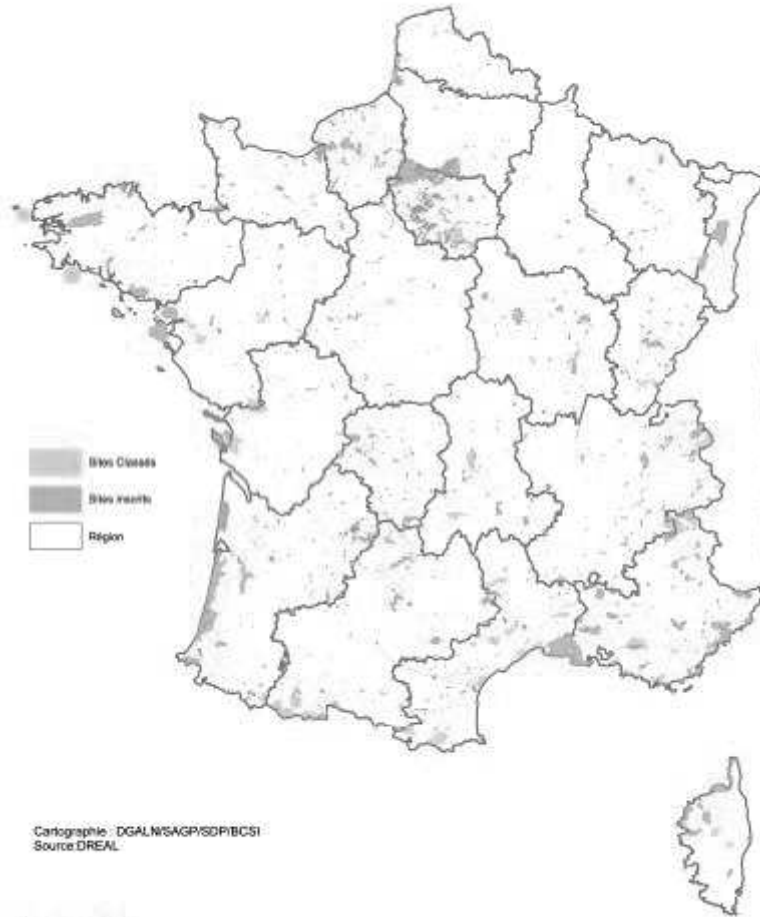 Sites Classés
Sites inscrits
Région
Cartographie : DGALN/SAGP/SDP/BCSI
Source:DREAL